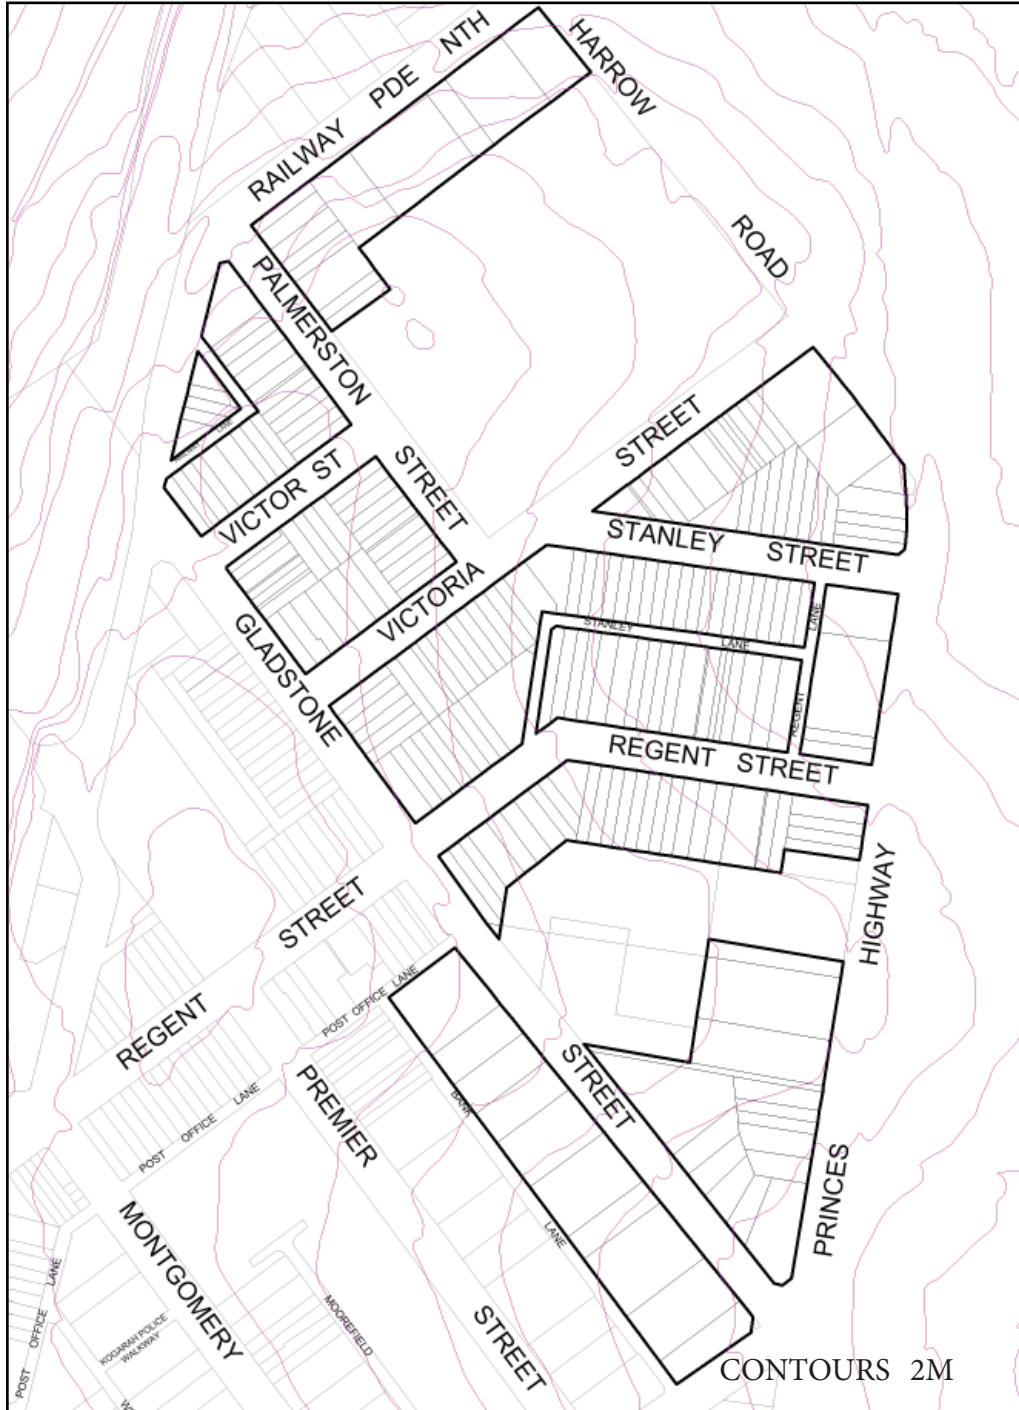 RAILWAY PDE NTH
HARROW
ROAD
PALMERSTON
STREET
VICTOR ST
STREET
STANLEY STREET
GLADSTONE
VICTORIA
STANLEY LANE
LANE
REGENT
REGENT STREET
HIGHWAY
REGENT STREET
POST OFFICE LANE
STREET
PRINCES
PREMIER
STREET
BANK
LANE
POST OFFICE LANE
MONTGOMERY
MOOREFIELD
KOGARAH POLICE
WALKWAY
POST OFFICE LANE
CONTOURS 2M